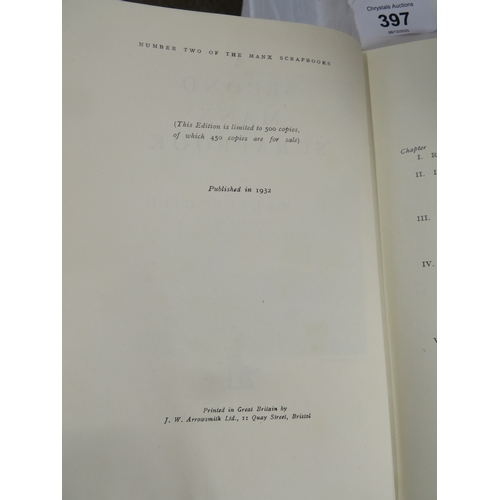 Chrystals Auctions
397
NUMBER TWO OF THE MANX SCRAPBOOKS
(This Edition is limited to 500 copies,
of which 450 copies are for sale)
Published in 1932
Printed in Great Britain by
J. W. Arrowsmith Ltd., 11 Quay Street, Bristol
Chapter
I.
II.
III.
IV.